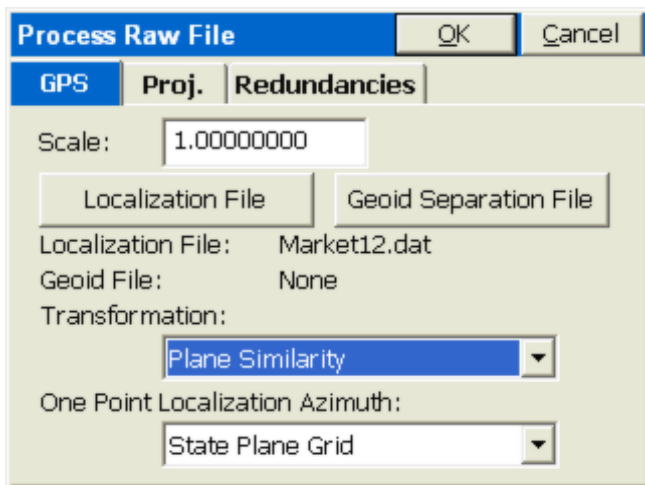 Process Raw File OK Cancel
GPS Proj. Redundancies
Scale: 1.00000000
Localization File Geoid Separation File
Localization File: Market12.dat
Geoid File: None
Transformation:
Plane Similarity
One Point Localization Azimuth:
State Plane Grid